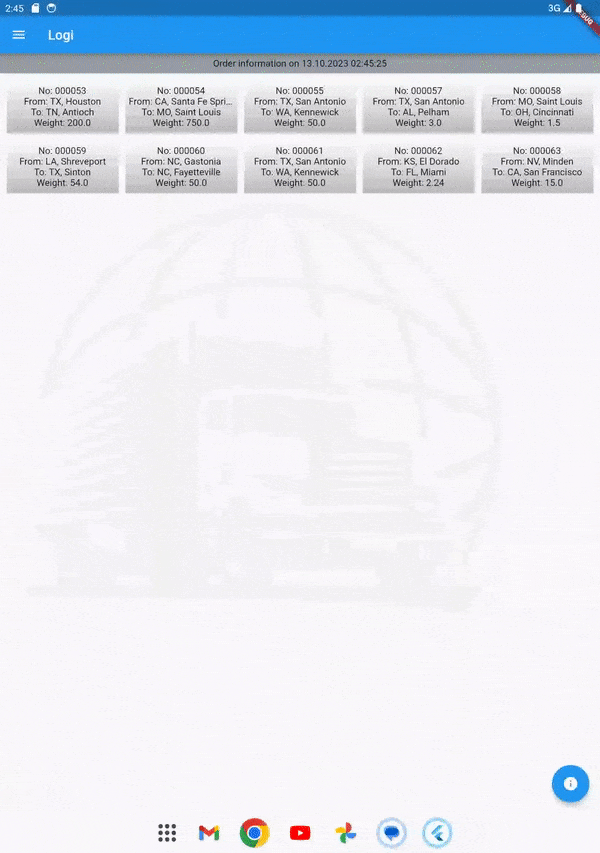 2:45
3G
DEBUG
Logi
Order information on 13.10.2023 02:45:25
No: 000053
From: TX, Houston
To: TN, Antioch
Weight: 200.0
No: 000054
From: CA, Santa Fe Spri...
To: MO, Saint Louis
Weight: 750.0
No: 000055
From: TX, San Antonio
To: WA, Kennewick
Weight: 50.0
No: 000057
From: TX, San Antonio
To: AL, Pelham
Weight: 3.0
No: 000058
From: MO, Saint Louis
To: OH, Cincinnati
Weight: 1.5
No: 000059
From: LA, Shreveport
To: TX, Sinton
Weight: 54.0
No: 000060
From: NC, Gastonia
To: NC, Fayetteville
Weight: 50.0
No: 000061
From: TX, San Antonio
To: WA, Kennewick
Weight: 50.0
No: 000062
From: KS, El Dorado
To: FL, Miami
Weight: 2.24
No: 000063
From: NV, Minden
To: CA, San Francisco
Weight: 15.0